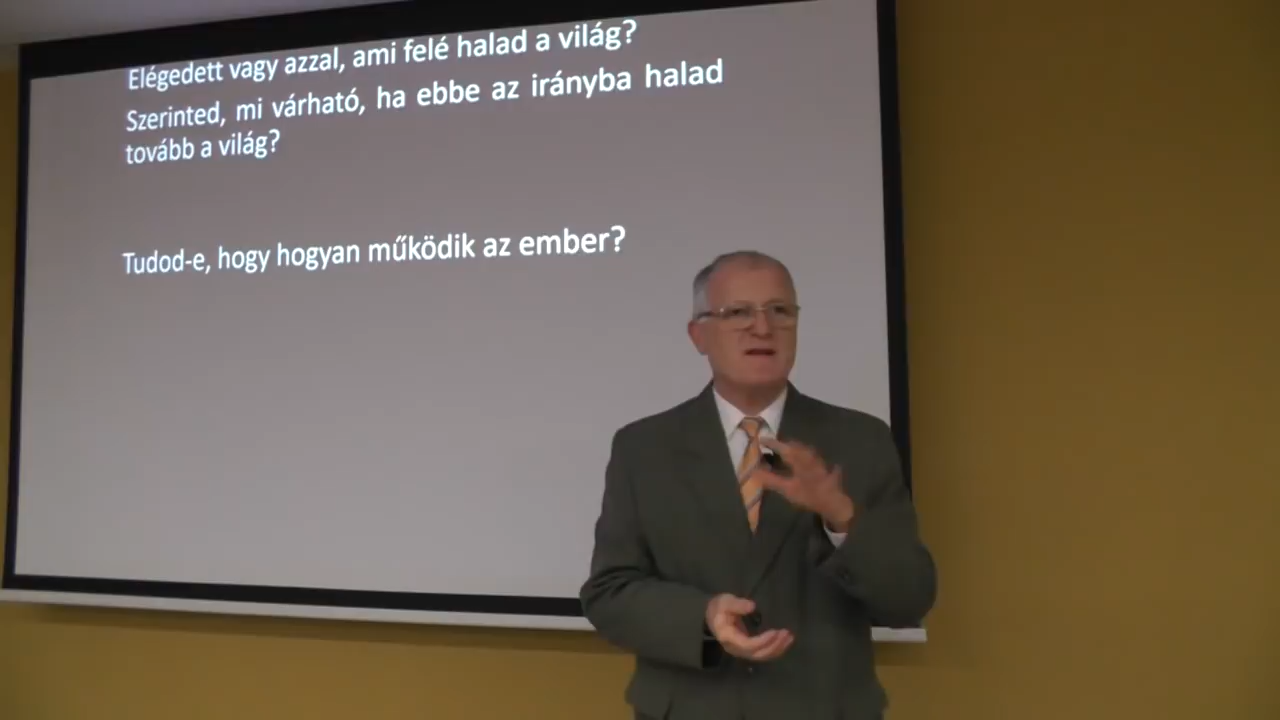 Elégedett vagy azzal, ami felé halad a világ?
Szerinted, mi várható, ha ebbe az irányba halad
tovább a világ?
Tudod-e, hogy hogyan működik az ember?